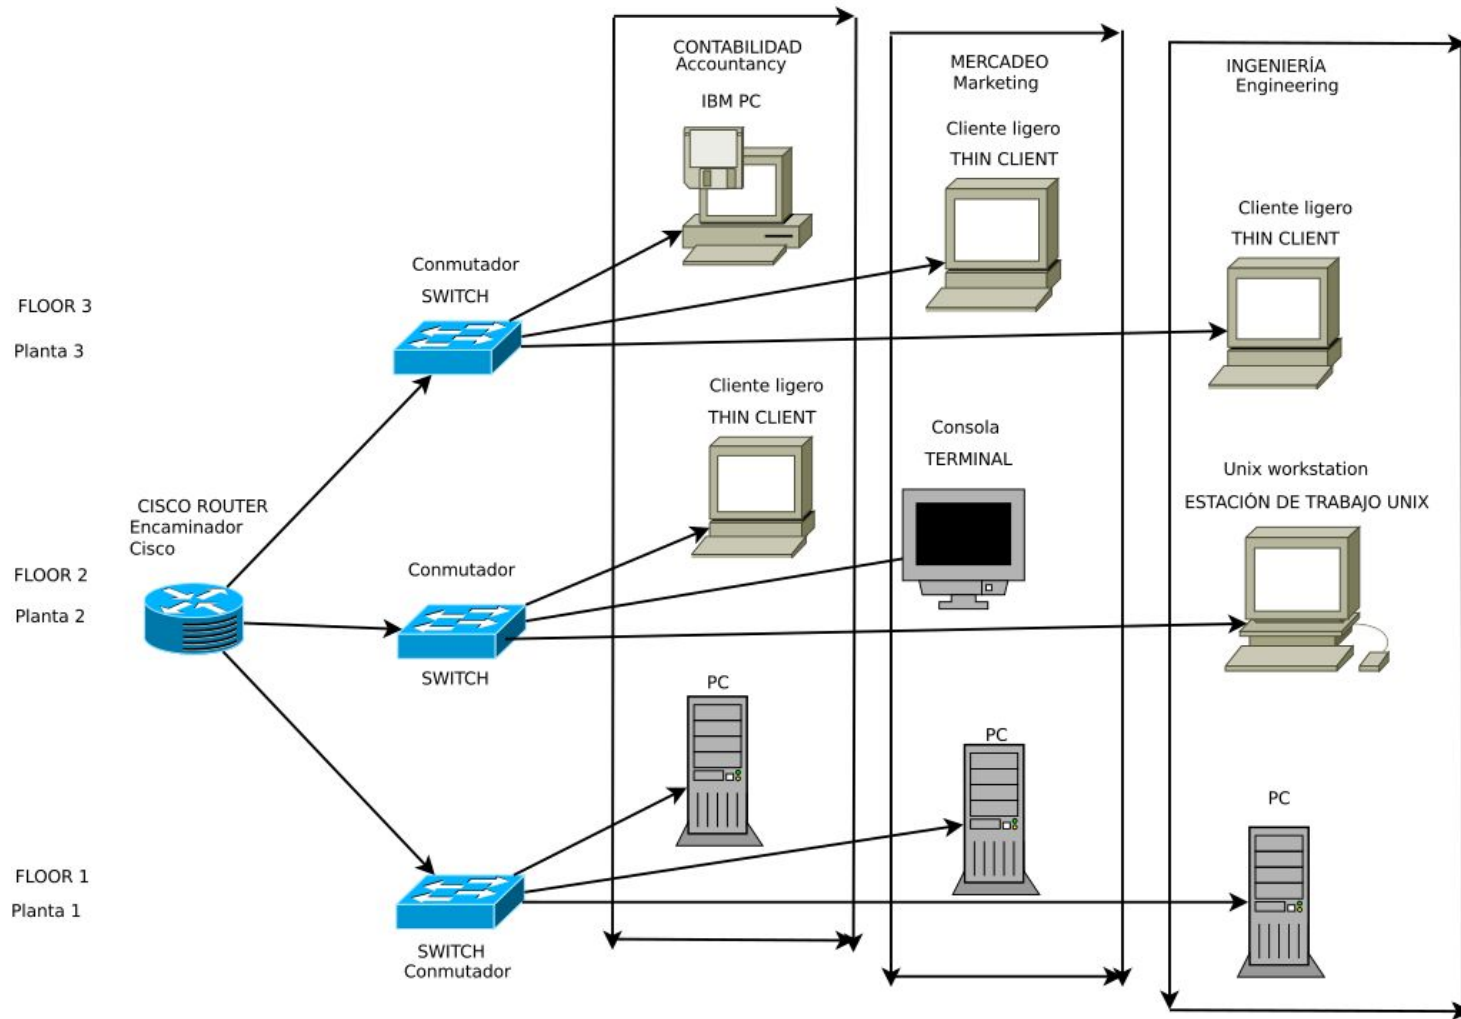 CONTABILIDAD
Accountancy
IBM PC
MERCADEO
Marketing
Cliente ligero
THIN CLIENT
INGENIERÍA
Engineering
Cliente ligero
THIN CLIENT
Conmutador
SWITCH
FLOOR 3
Planta 3
Cliente ligero
THIN CLIENT
Consola
TERMINAL
Unix workstation
ESTACIÓN DE TRABAJO UNIX
CISCO ROUTER
Encaminador
Cisco
FLOOR 2
Planta 2
Conmutador
SWITCH
PC
PC
PC
FLOOR 1
Planta 1
SWITCH
Conmutador